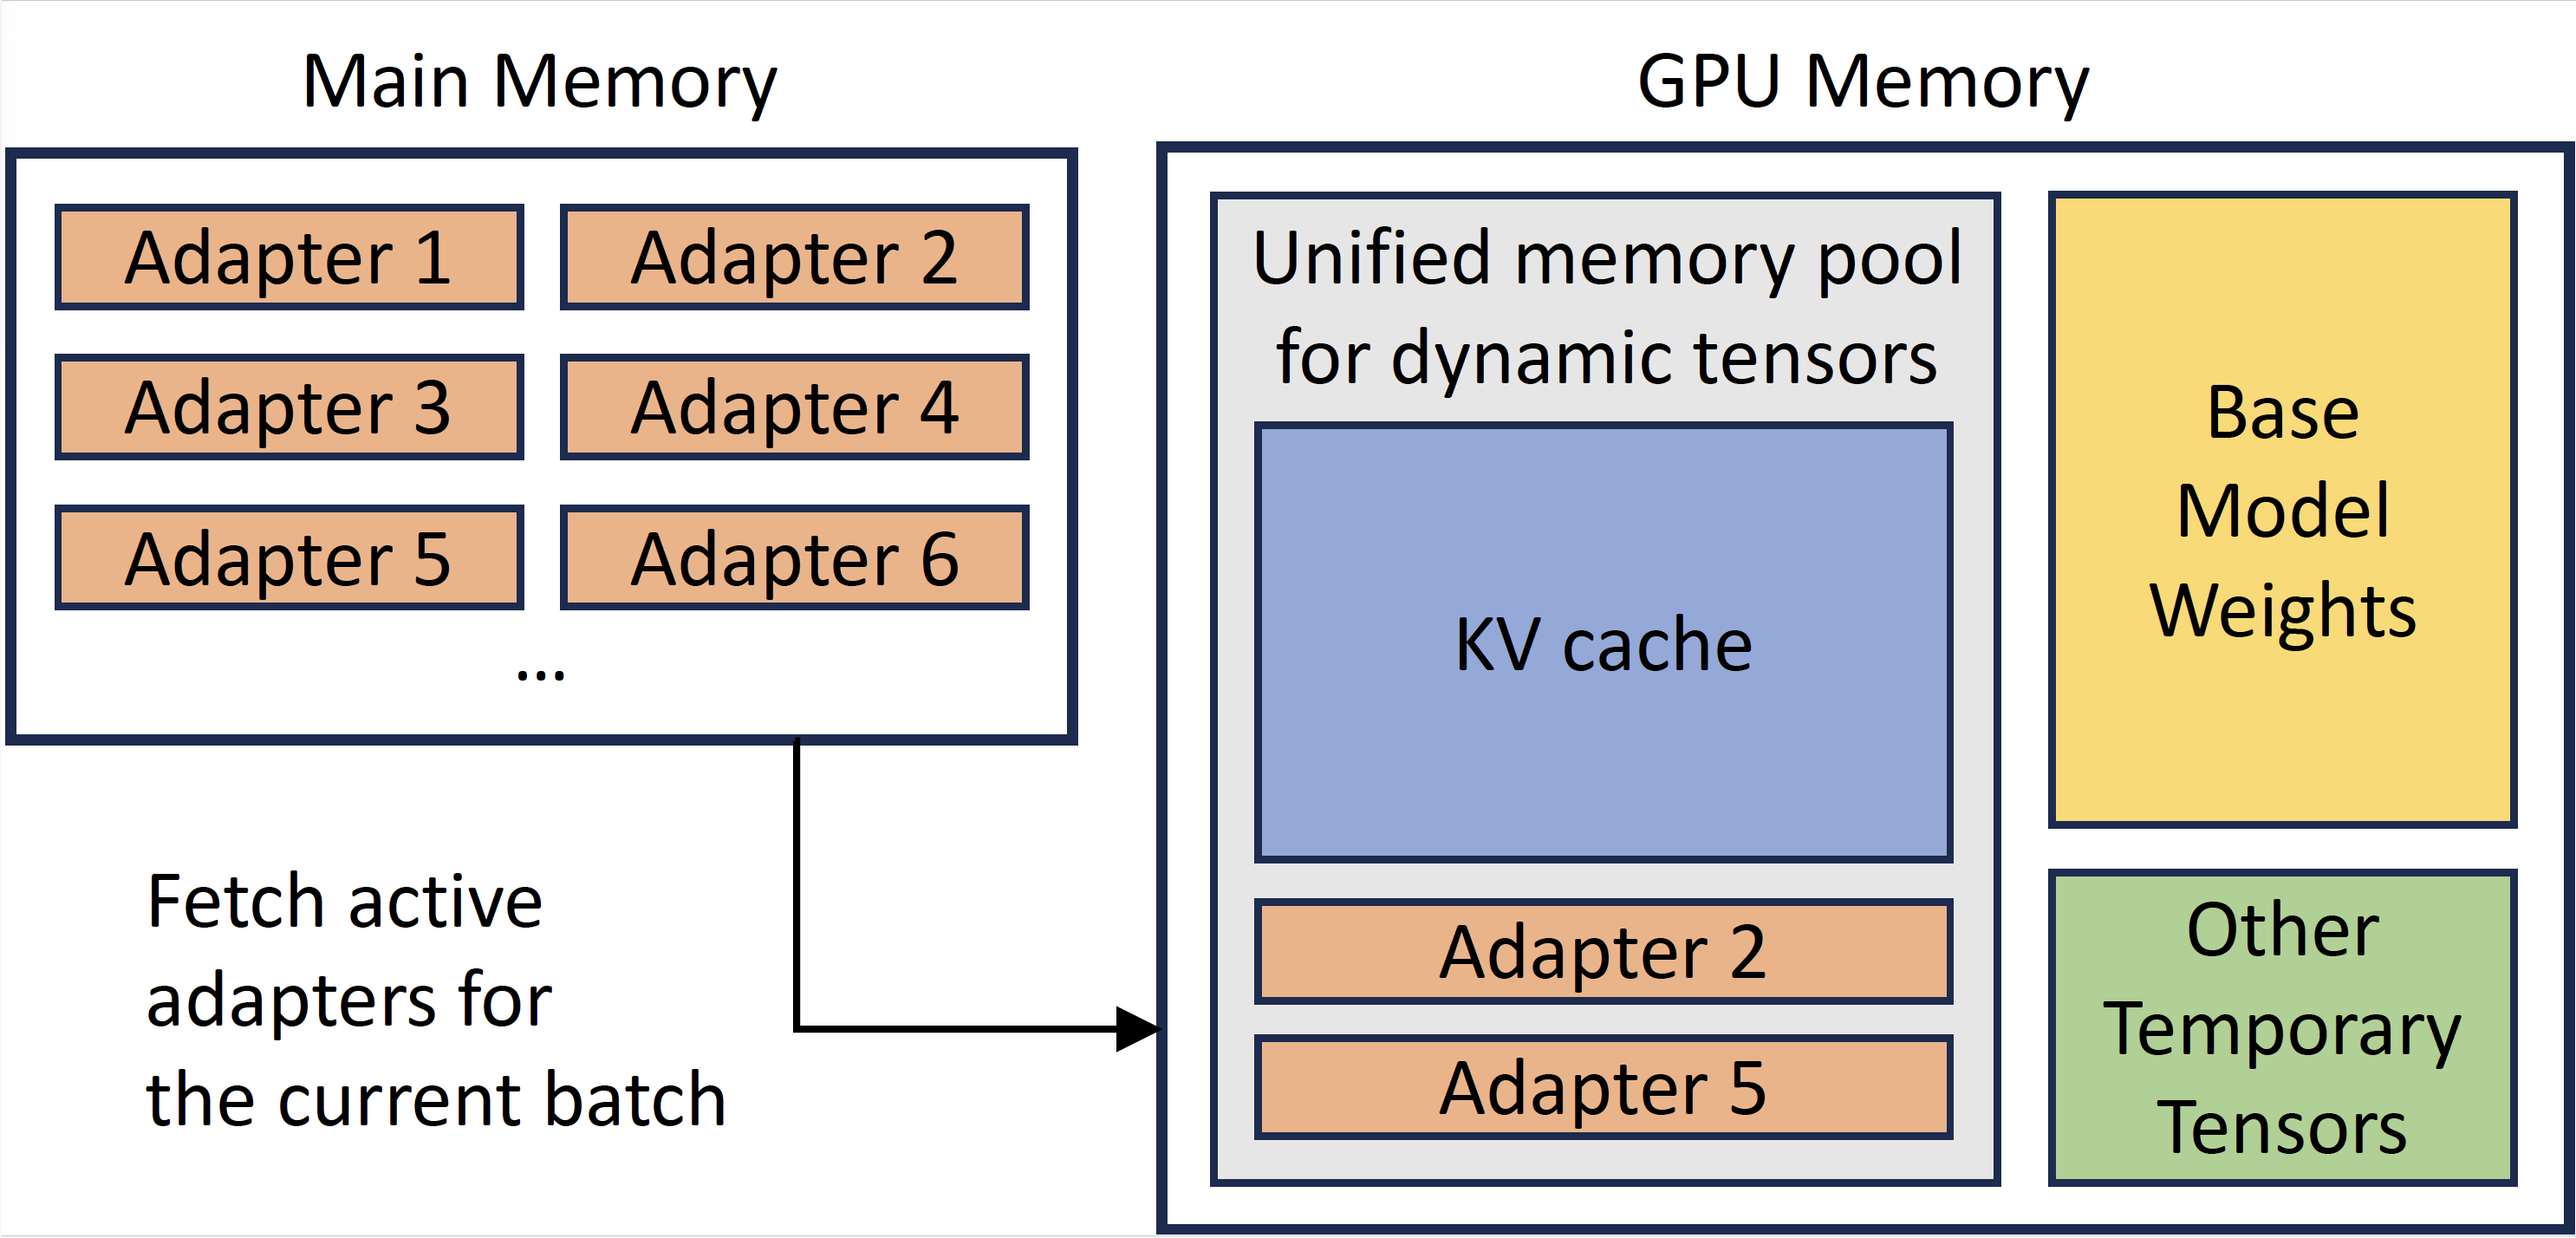 Main Memory
Adapter 1
Adapter 2
Adapter 3
Adapter 4
Adapter 5
Adapter 6
...
Fetch active
adapters for
the current batch
GPU Memory
Unified memory pool
for dynamic tensors
KV cache
Adapter 2
Adapter 5
Base
Model
Weights
Other
Temporary
Tensors